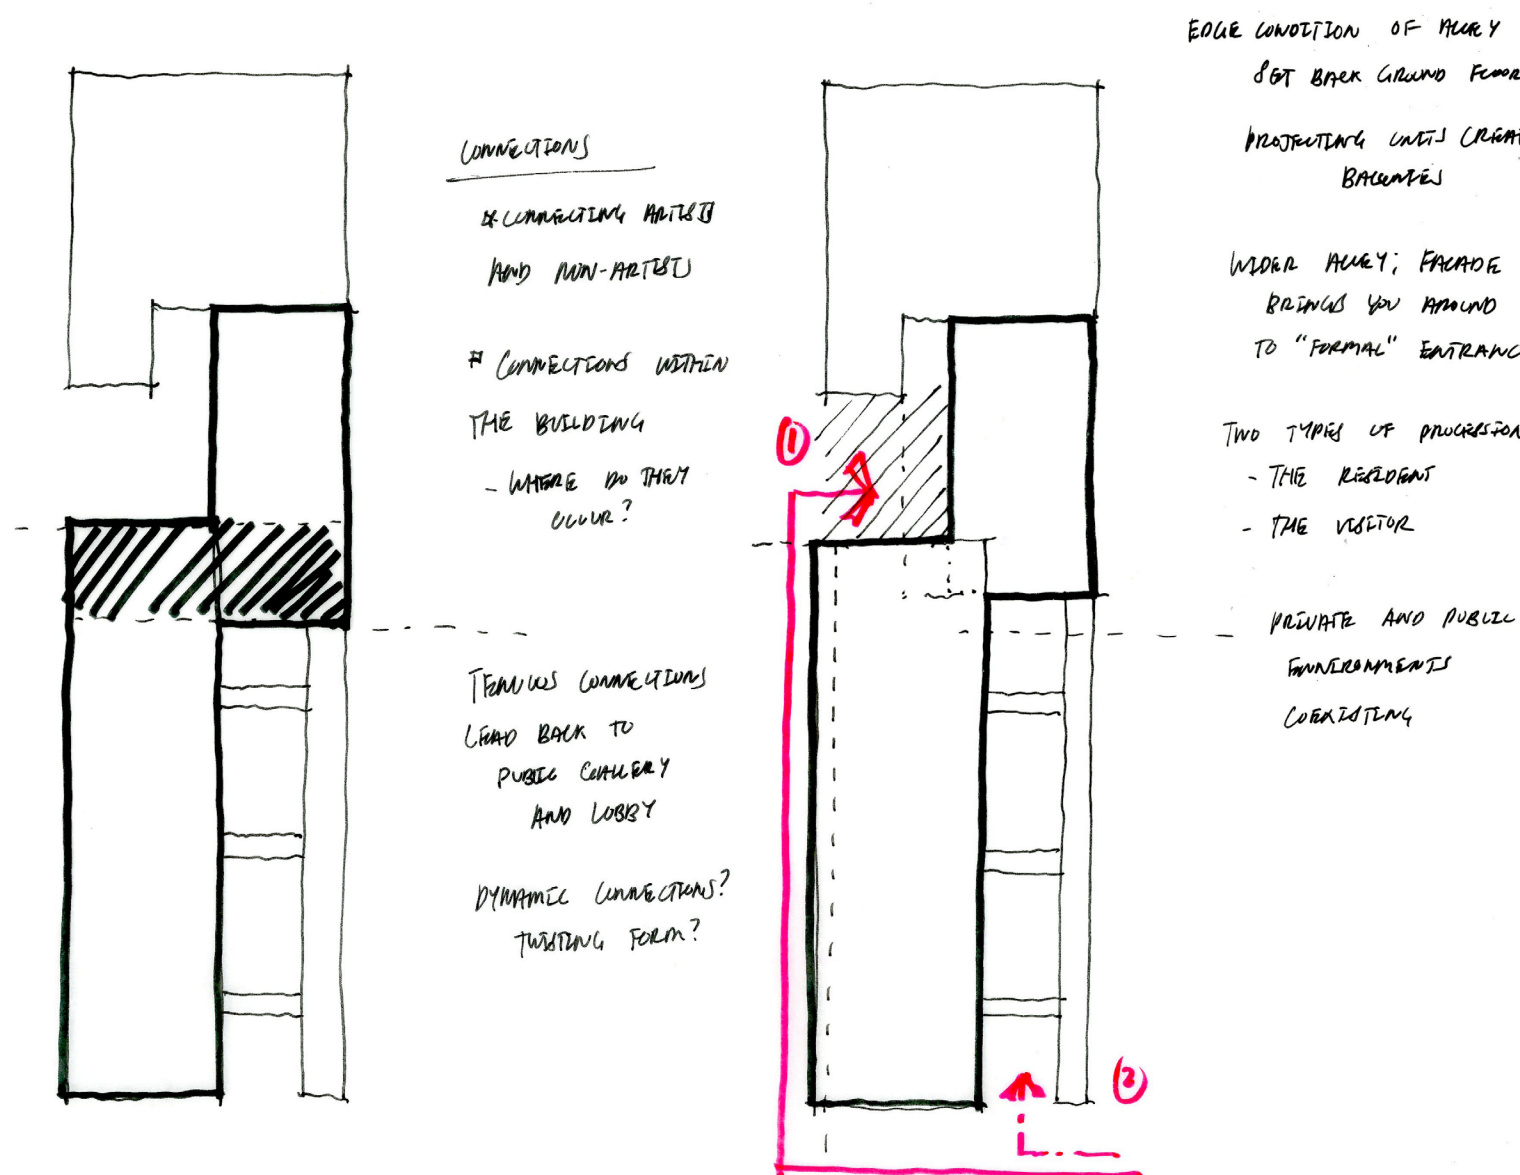 CONNECTIONS
* CONNECTING ARTISTS
AND NON-ARTISTS
* CONNECTIONS WITHIN
THE BUILDING
- WHERE DO THEY
OCCUR?
TENUOUS CONNECTIONS
LEAD BACK TO
PUBLIC GALLERY
AND LOBBY
DYNAMIC CONNECTIONS?
TWISTING FORM?
1
2
EDGE CONDITION OF ALLEY
SET BACK GROUND FLOOR
PROJECTING UNITS CREAT
BALCONIES
WIDER ALLEY; FACADE
BRINGS YOU AROUND
TO "FORMAL" ENTRANC
TWO TYPES OF PROCESSION
- THE RESIDENT
- THE VISITOR
PRIVATE AND PUBLIC
ENVIRONMENTS
COEXISTING